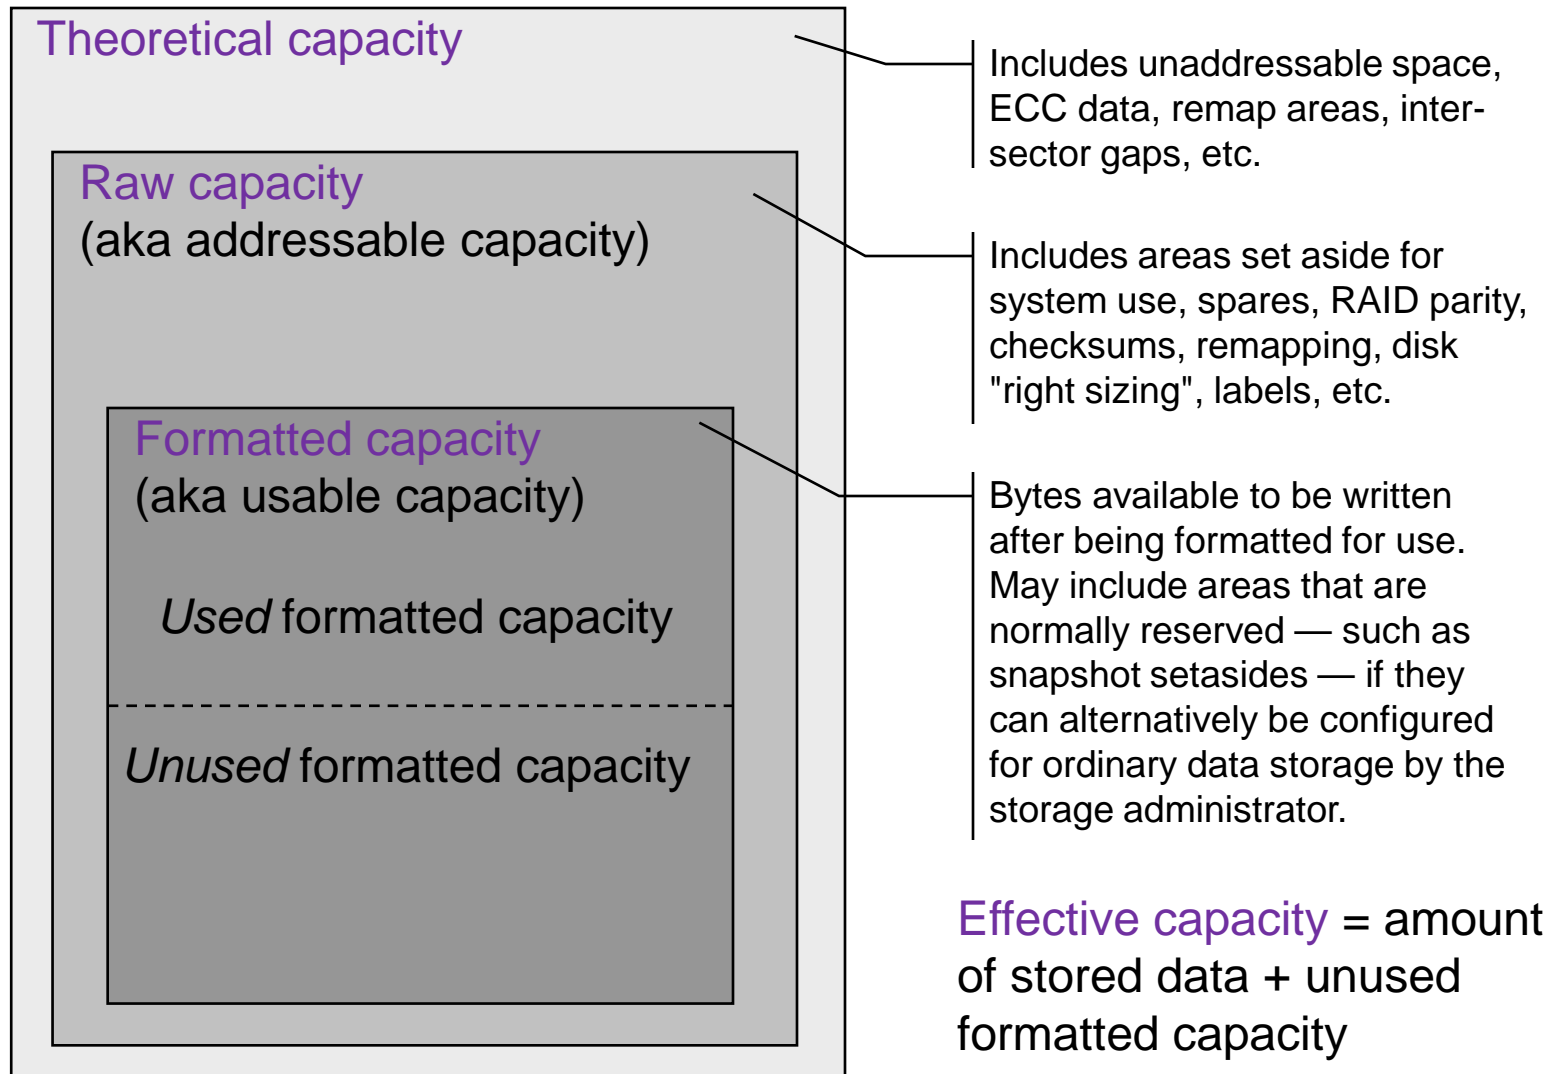 Theoretical capacity
Includes unaddressable space,
ECC data, remap areas, inter-
sector gaps, etc.
Raw capacity
(aka addressable capacity)
Includes areas set aside for
system use, spares, RAID parity,
checksums, remapping, disk
"right sizing", labels, etc.
Formatted capacity
(aka usable capacity)
Used formatted capacity
Unused formatted capacity
Bytes available to be written
after being formatted for use.
May include areas that are
normally reserved — such as
snapshot setasides — if they
can alternatively be configured
for ordinary data storage by the
storage administrator.
Effective capacity = amount
of stored data + unused
formatted capacity